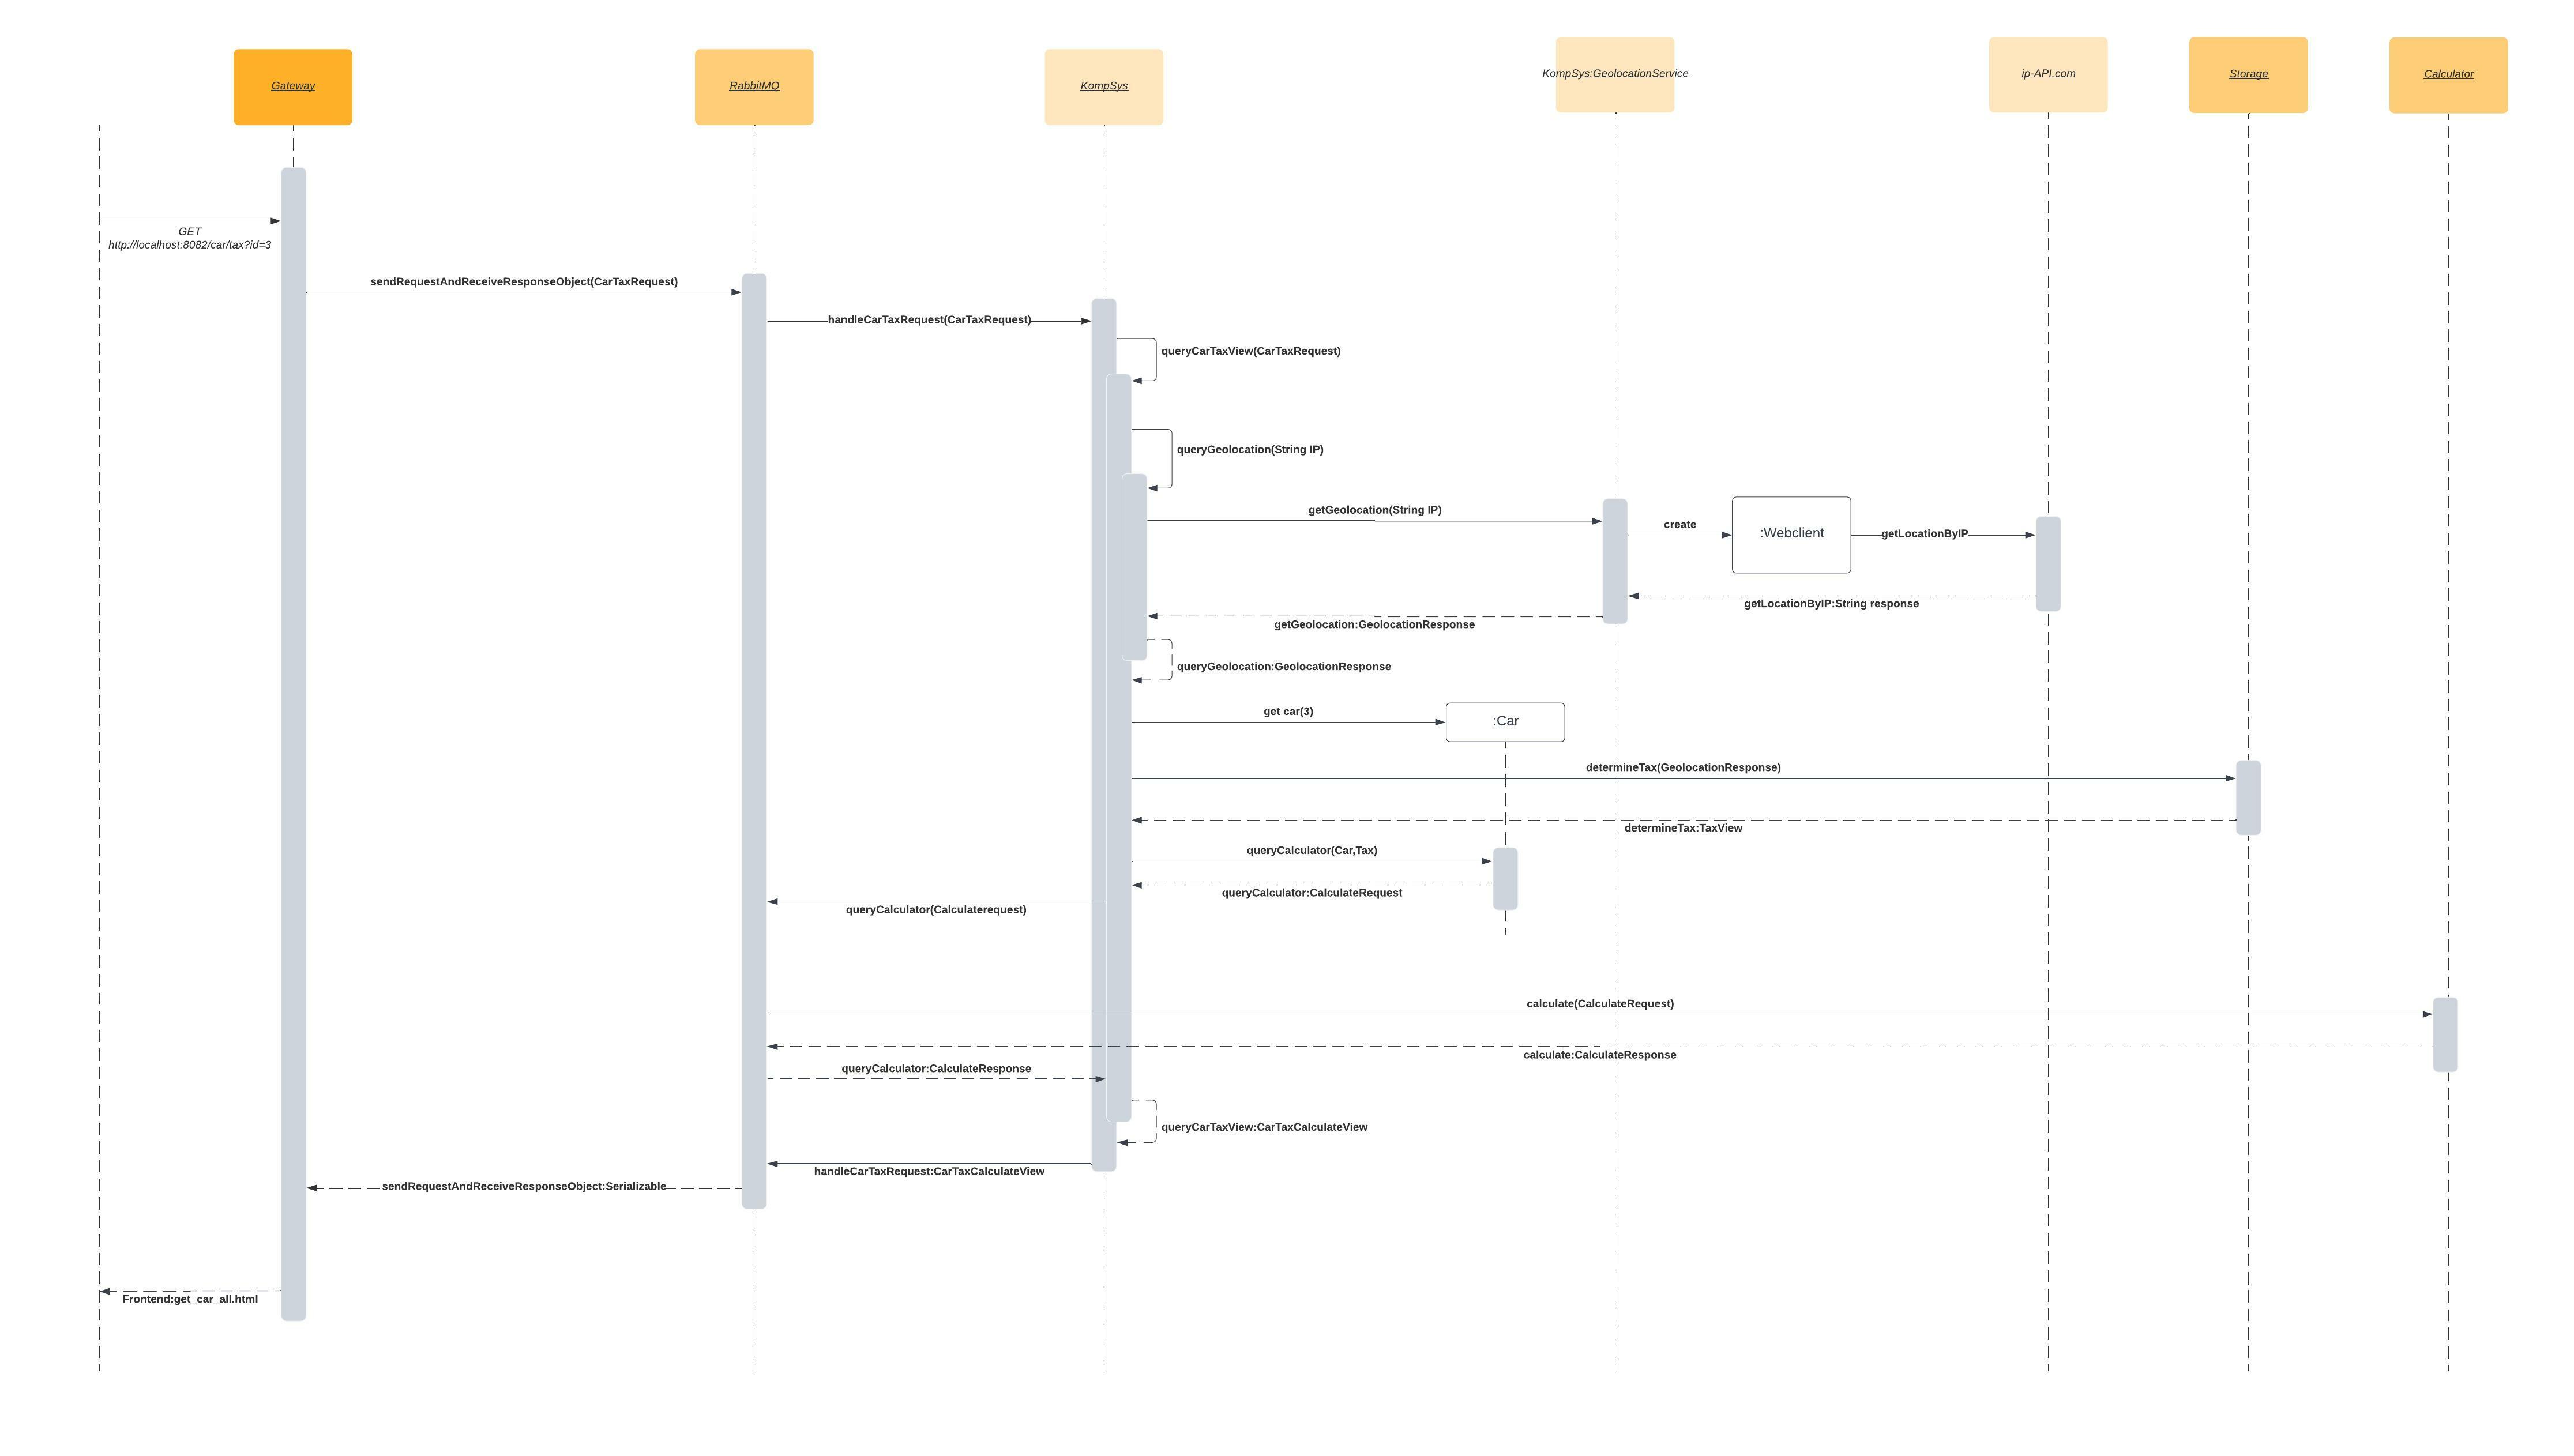 Gateway
RabbitMQ
KompSys
KompSys:GeolocationService
ip-API.com
Storage
Calculator
GET
http://localhost:8082/car/tax?id=3
sendRequestAndReceiveResponseObject(CarTaxRequest)
handleCarTaxRequest(CarTaxRequest)
queryCarTaxView(CarTaxRequest)
queryGeolocation(String IP)
getGeolocation(String IP)
create
:Webclient
getLocationByIP
getLocationByIP:String response
getGeolocation:GeolocationResponse
queryGeolocation:GeolocationResponse
get car(3)
:Car
determineTax(GeolocationResponse)
determineTax:TaxView
queryCalculator(Car,Tax)
queryCalculator:CalculateRequest
queryCalculator(Calculaterequest)
calculate(CalculateRequest)
calculate:CalculateResponse
queryCalculator:CalculateResponse
queryCarTaxView:CarTaxCalculateView
handleCarTaxRequest:CarTaxCalculateView
sendRequestAndReceiveResponseObject:Serializable
Frontend:get_car_all.html